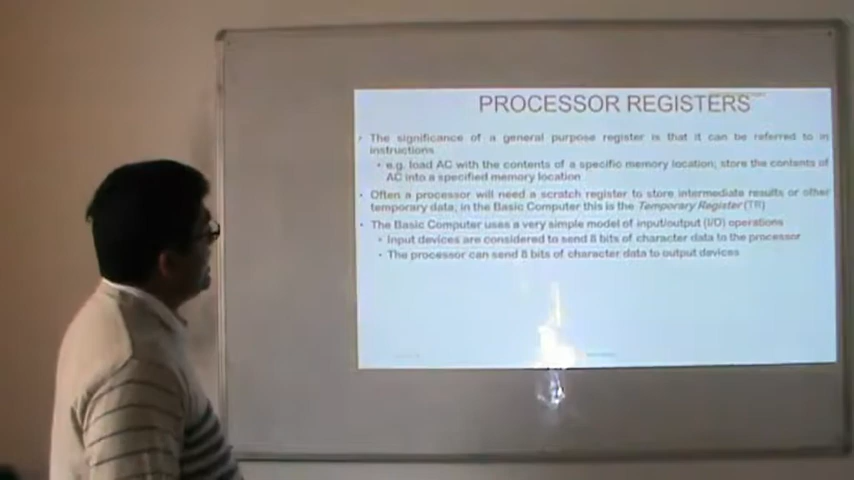 PROCESSOR REGISTERS
• The significance of a general purpose register is that it can be referred to in
instructions
• e.g. load AC with the contents of a specific memory location; store the contents of
AC into a specified memory location
• Often a processor will need a scratch register to store intermediate results or other
temporary data; in the Basic Computer this is the Temporary Register (TR)
• The Basic Computer uses a very simple model of input/output (I/O) operations
• Input devices are considered to send 8 bits of character data to the processor
• The processor can send 8 bits of character data to output devices